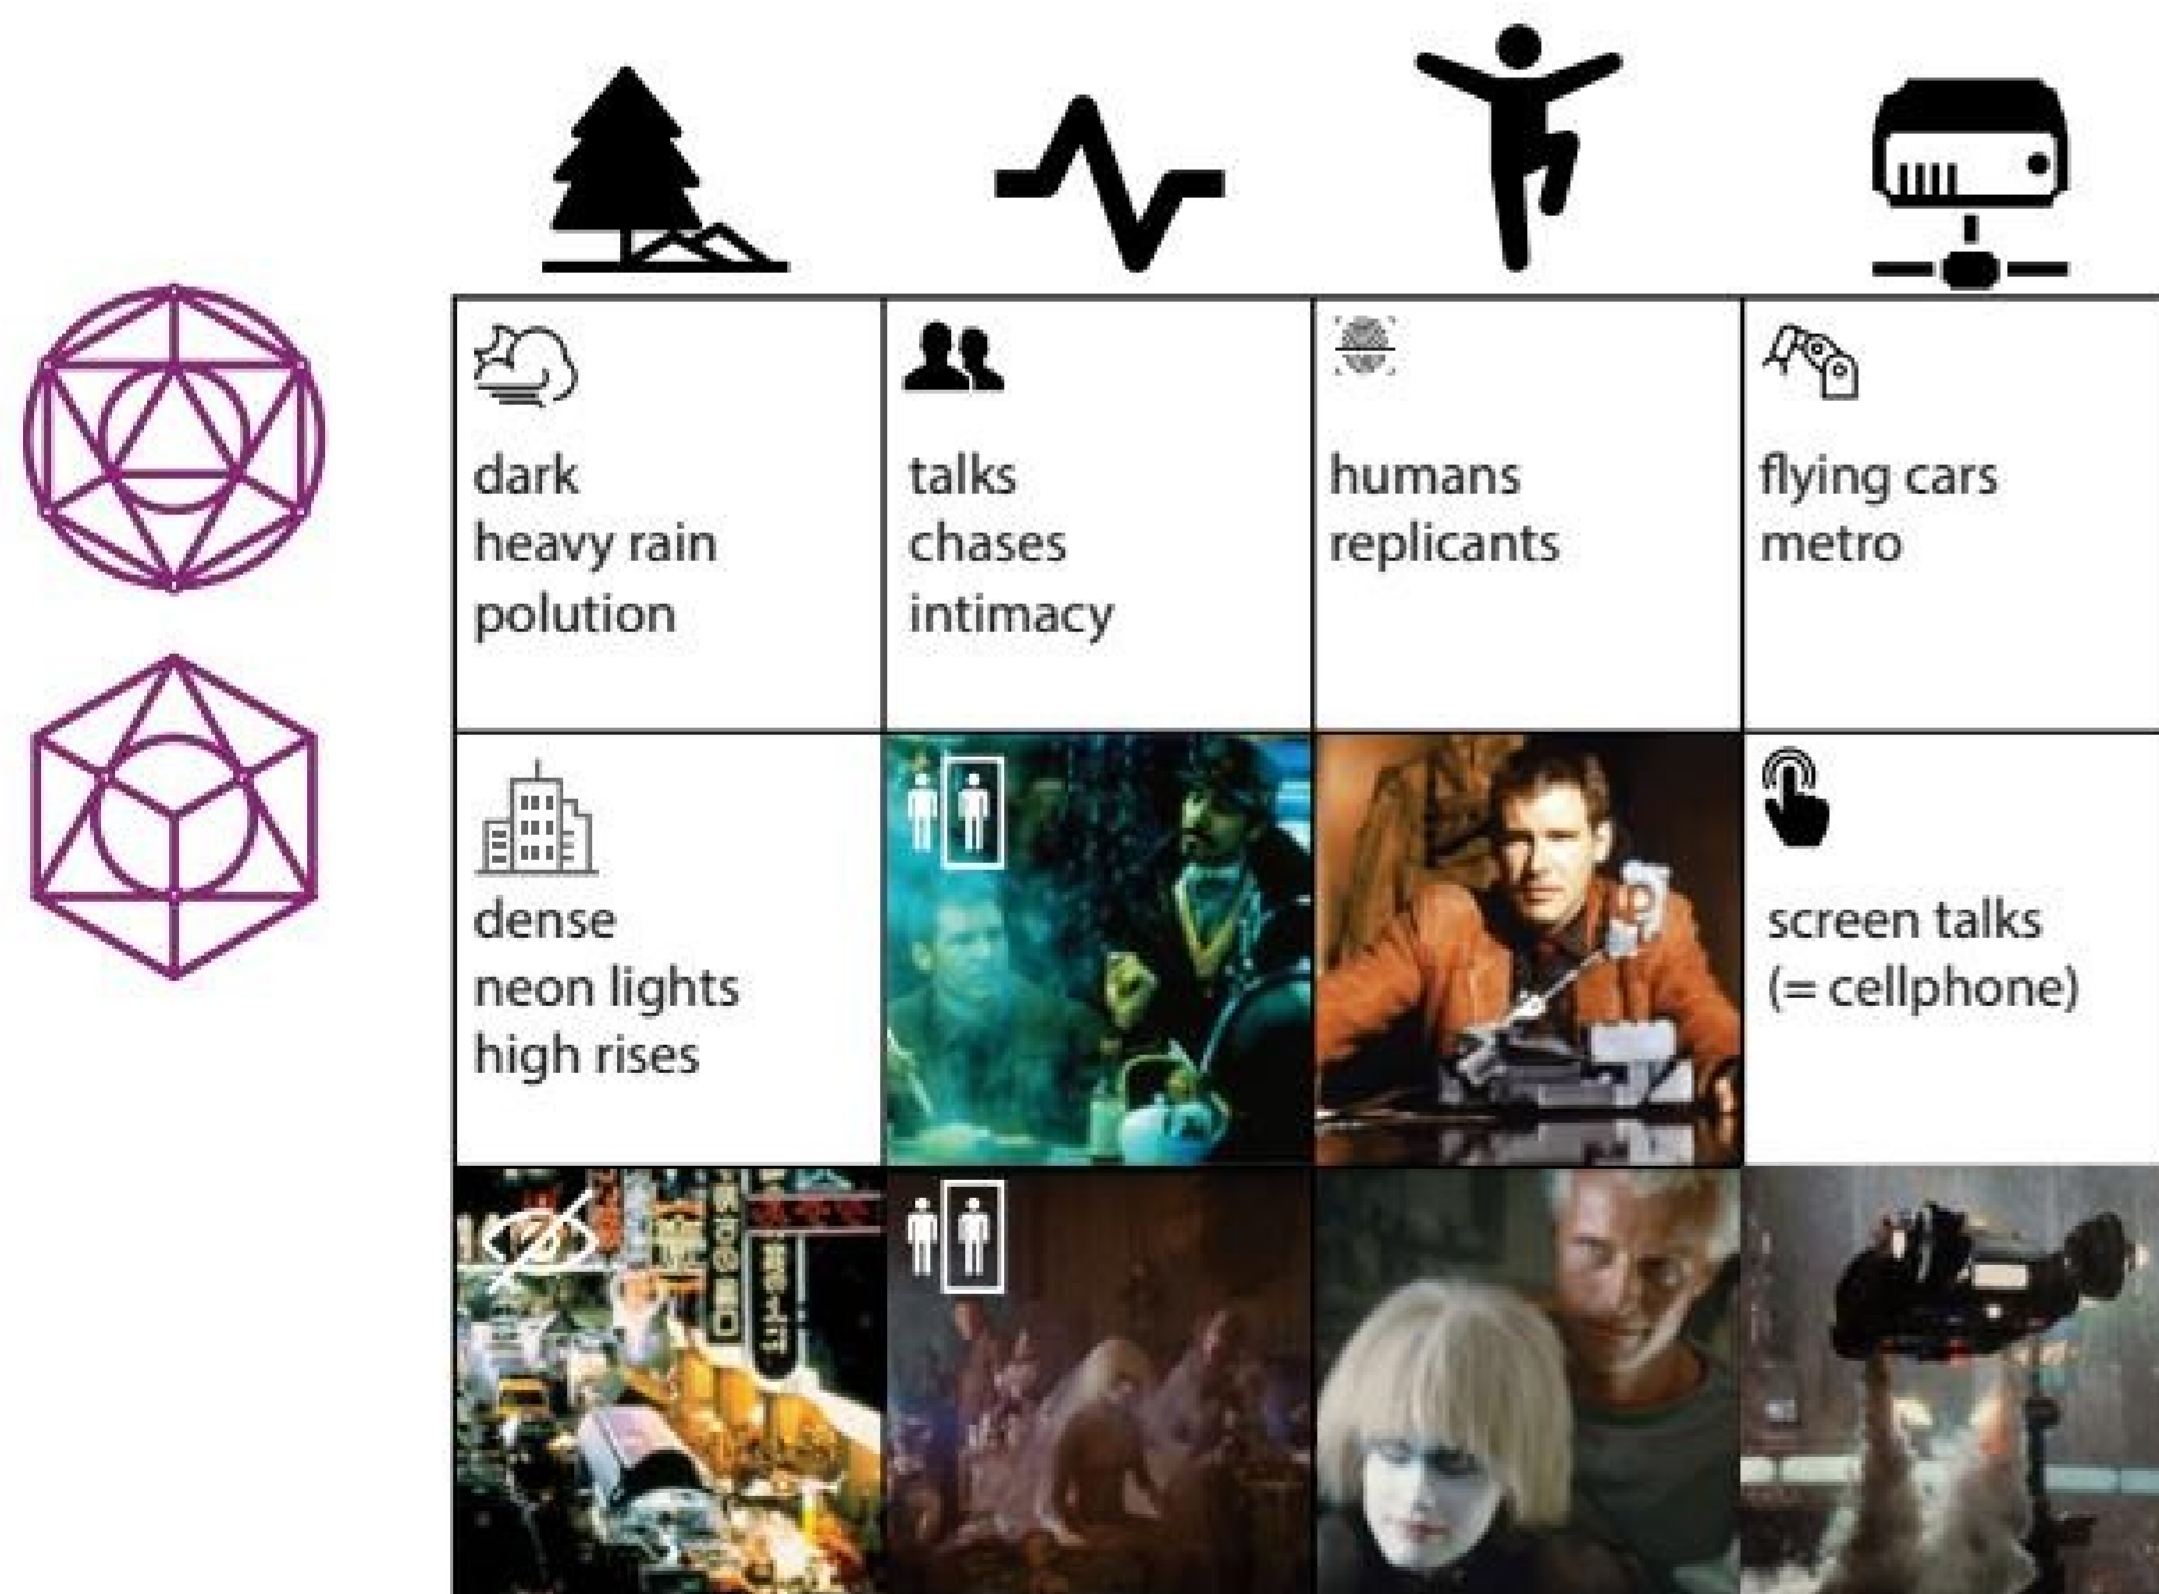 dark
heavy rain
polution
talks
chases
intimacy
humans
replicants
flying cars
metro
dense
neon lights
high rises
screen talks
(= cellphone)